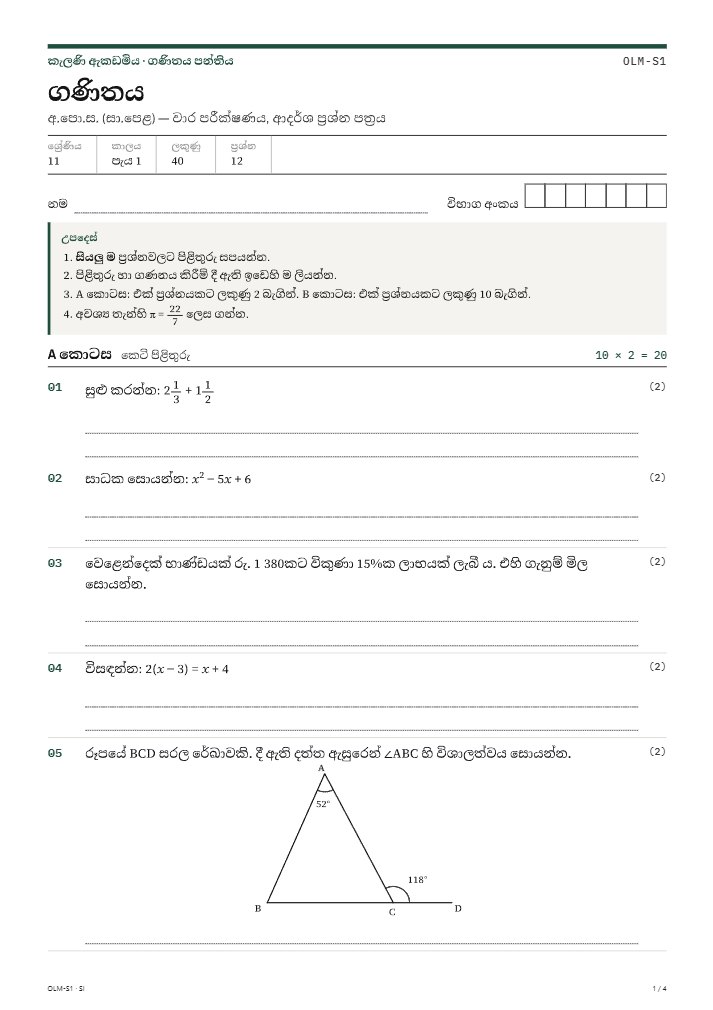 කැලණි ඇකඩමිය · ගණිතය පන්තිය
OLM-S1
ගණිතය
අ.පො.ස. (සා.පෙළ) — වාර පරීක්ෂණය, ආදර්ශ ප්‍රශ්න පත්‍රය
ශ්‍රේණිය කාලය ලකුණු ප්‍රශ්න
11 පැය 1 40 12
නම
විභාග අංකය
උපදෙස්
1. සියලු ම ප්‍රශ්නවලට පිළිතුරු සපයන්න.
2. පිළිතුරු හා ගණනය කිරීම් දී ඇති ඉඩෙහි ම ලියන්න.
3. A කොටස: එක් ප්‍රශ්නයකට ලකුණු 2 බැගින්. B කොටස: එක් ප්‍රශ්නයකට ලකුණු 10 බැගින්.
4. අවශ්‍ය තැන්හි π = 22/7 ලෙස ගන්න.
A කොටස කෙටි පිළිතුරු
10 × 2 = 20
01 සුළු කරන්න: 2 1/3 + 1 1/2 (2)
02 සාධක සොයන්න: x² − 5x + 6 (2)
03 වෙළෙන්දෙක් භාණ්ඩයක් රු. 1 380කට විකුණා 15%ක ලාභයක් ලැබී ය. එහි ගැනුම් මිල (2)
සොයන්න.
04 විසඳන්න: 2(x − 3) = x + 4 (2)
05 රූපයේ BCD සරල රේඛාවකි. දී ඇති දත්ත ඇසුරෙන් ∠ABC හි විශාලත්වය සොයන්න. (2)
A
52°
118°
B
C
D
OLM-S1 · SI
1 / 4